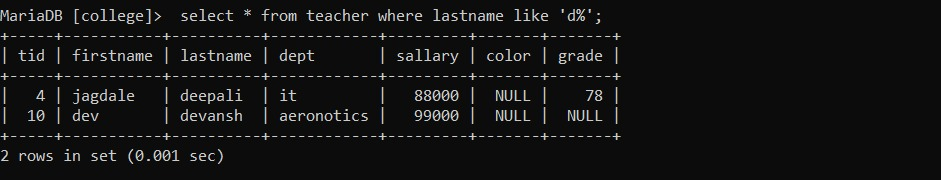 MariaDB [college]>  select * from teacher where lastname like 'd%';
+-----+-----------+----------+------------+---------+-------+-------+
| tid | firstname | lastname | dept       | sallary | color | grade |
+-----+-----------+----------+------------+---------+-------+-------+
|   4 | jagdale   | deepali  | it         |   88000 |  NULL |    78 |
|  10 | dev       | devansh  | aeronotics |   99000 |  NULL |  NULL |
+-----+-----------+----------+------------+---------+-------+-------+
2 rows in set (0.001 sec)